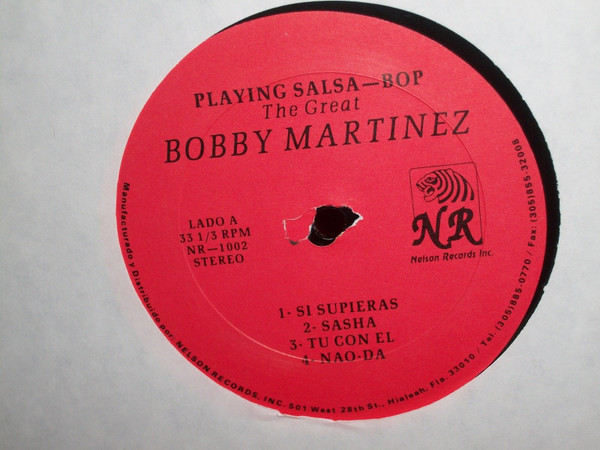 PLAYING SALSA—BOP
The Great
BOBBY MARTINEZ
LADO A
33 1/3 RPM
NR—1002
STEREO
NR
Nelson Records Inc.
1- SI SUPIERAS
2- SASHA
3- TU CON EL
4- NAO-DA
Manufacturado y Distribuido por: NELSON RECORDS, INC. 501 West 28th St., Hialeah, Fla. 33010 / Tel. (305)885-0770 / Fax: (305)855-32008